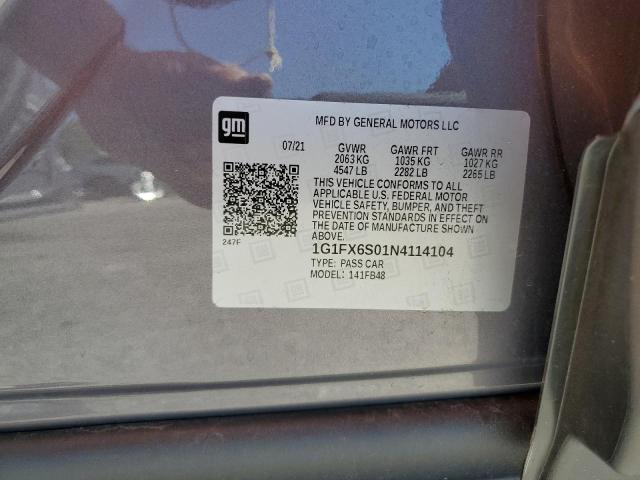 gm
MFD BY GENERAL MOTORS LLC
07/21 GVWR GAWR FRT GAWR RR
2063 KG 1035 KG 1027 KG
4547 LB 2282 LB 2265 LB
THIS VEHICLE CONFORMS TO ALL
APPLICABLE U.S. FEDERAL MOTOR
VEHICLE SAFETY, BUMPER, AND THEFT
PREVENTION STANDARDS IN EFFECT ON
THE DATE OF MANUFACTURE SHOWN
ABOVE.
247F
1G1FX6S01N4114104
TYPE: PASS CAR
MODEL: 141FB48